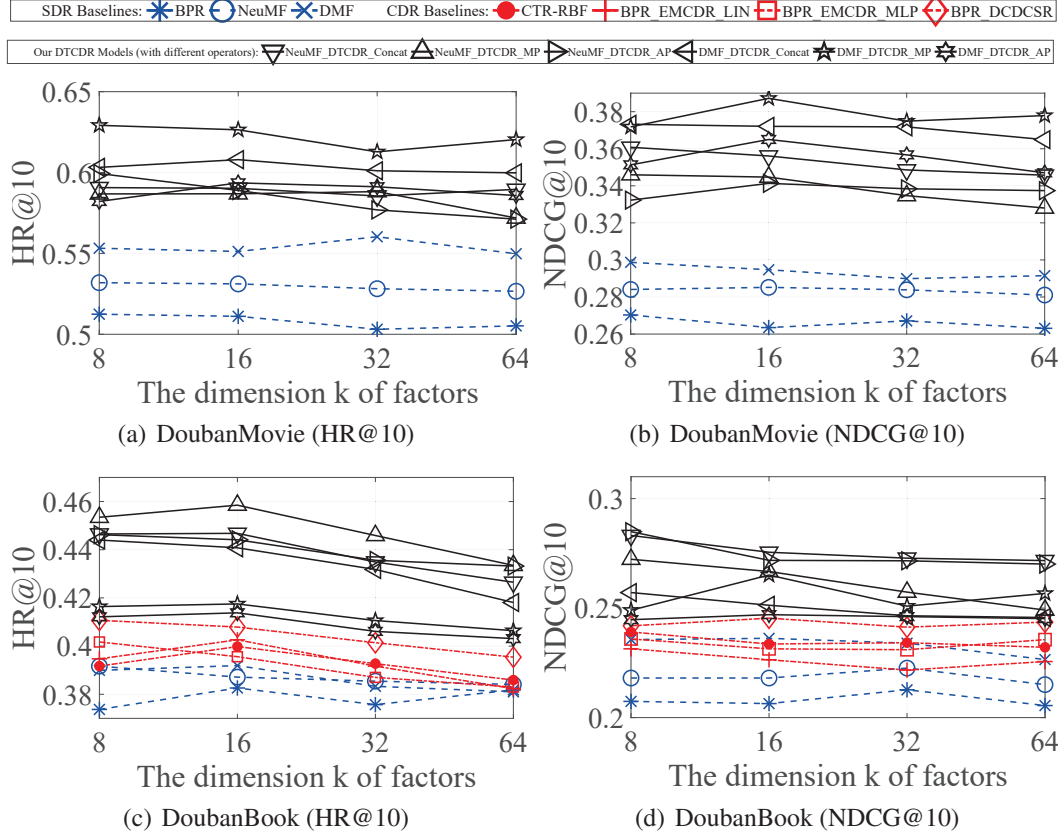 SDR Baselines: BPR NeuMF DMF CDR Baselines: CTR-RBF BPR_EMCDR_LIN BPR_EMCDR_MLP BPR_DCDCSR
Our DTCDR Models (with different operators): NeuMF_DTCDR_Concat NeuMF_DTCDR_MP NeuMF_DTCDR_AP DMF_DTCDR_Concat DMF_DTCDR_MP DMF_DTCDR_AP
0.65
0.6
0.55
0.5
HR@10
8 16 32 64
The dimension k of factors
(a) DoubanMovie (HR@10)
0.38
0.36
0.34
0.32
0.3
0.28
0.26
NDCG@10
8 16 32 64
The dimension k of factors
(b) DoubanMovie (NDCG@10)
0.46
0.44
0.42
0.4
0.38
HR@10
8 16 32 64
The dimension k of factors
(c) DoubanBook (HR@10)
0.3
0.25
0.2
NDCG@10
8 16 32 64
The dimension k of factors
(d) DoubanBook (NDCG@10)